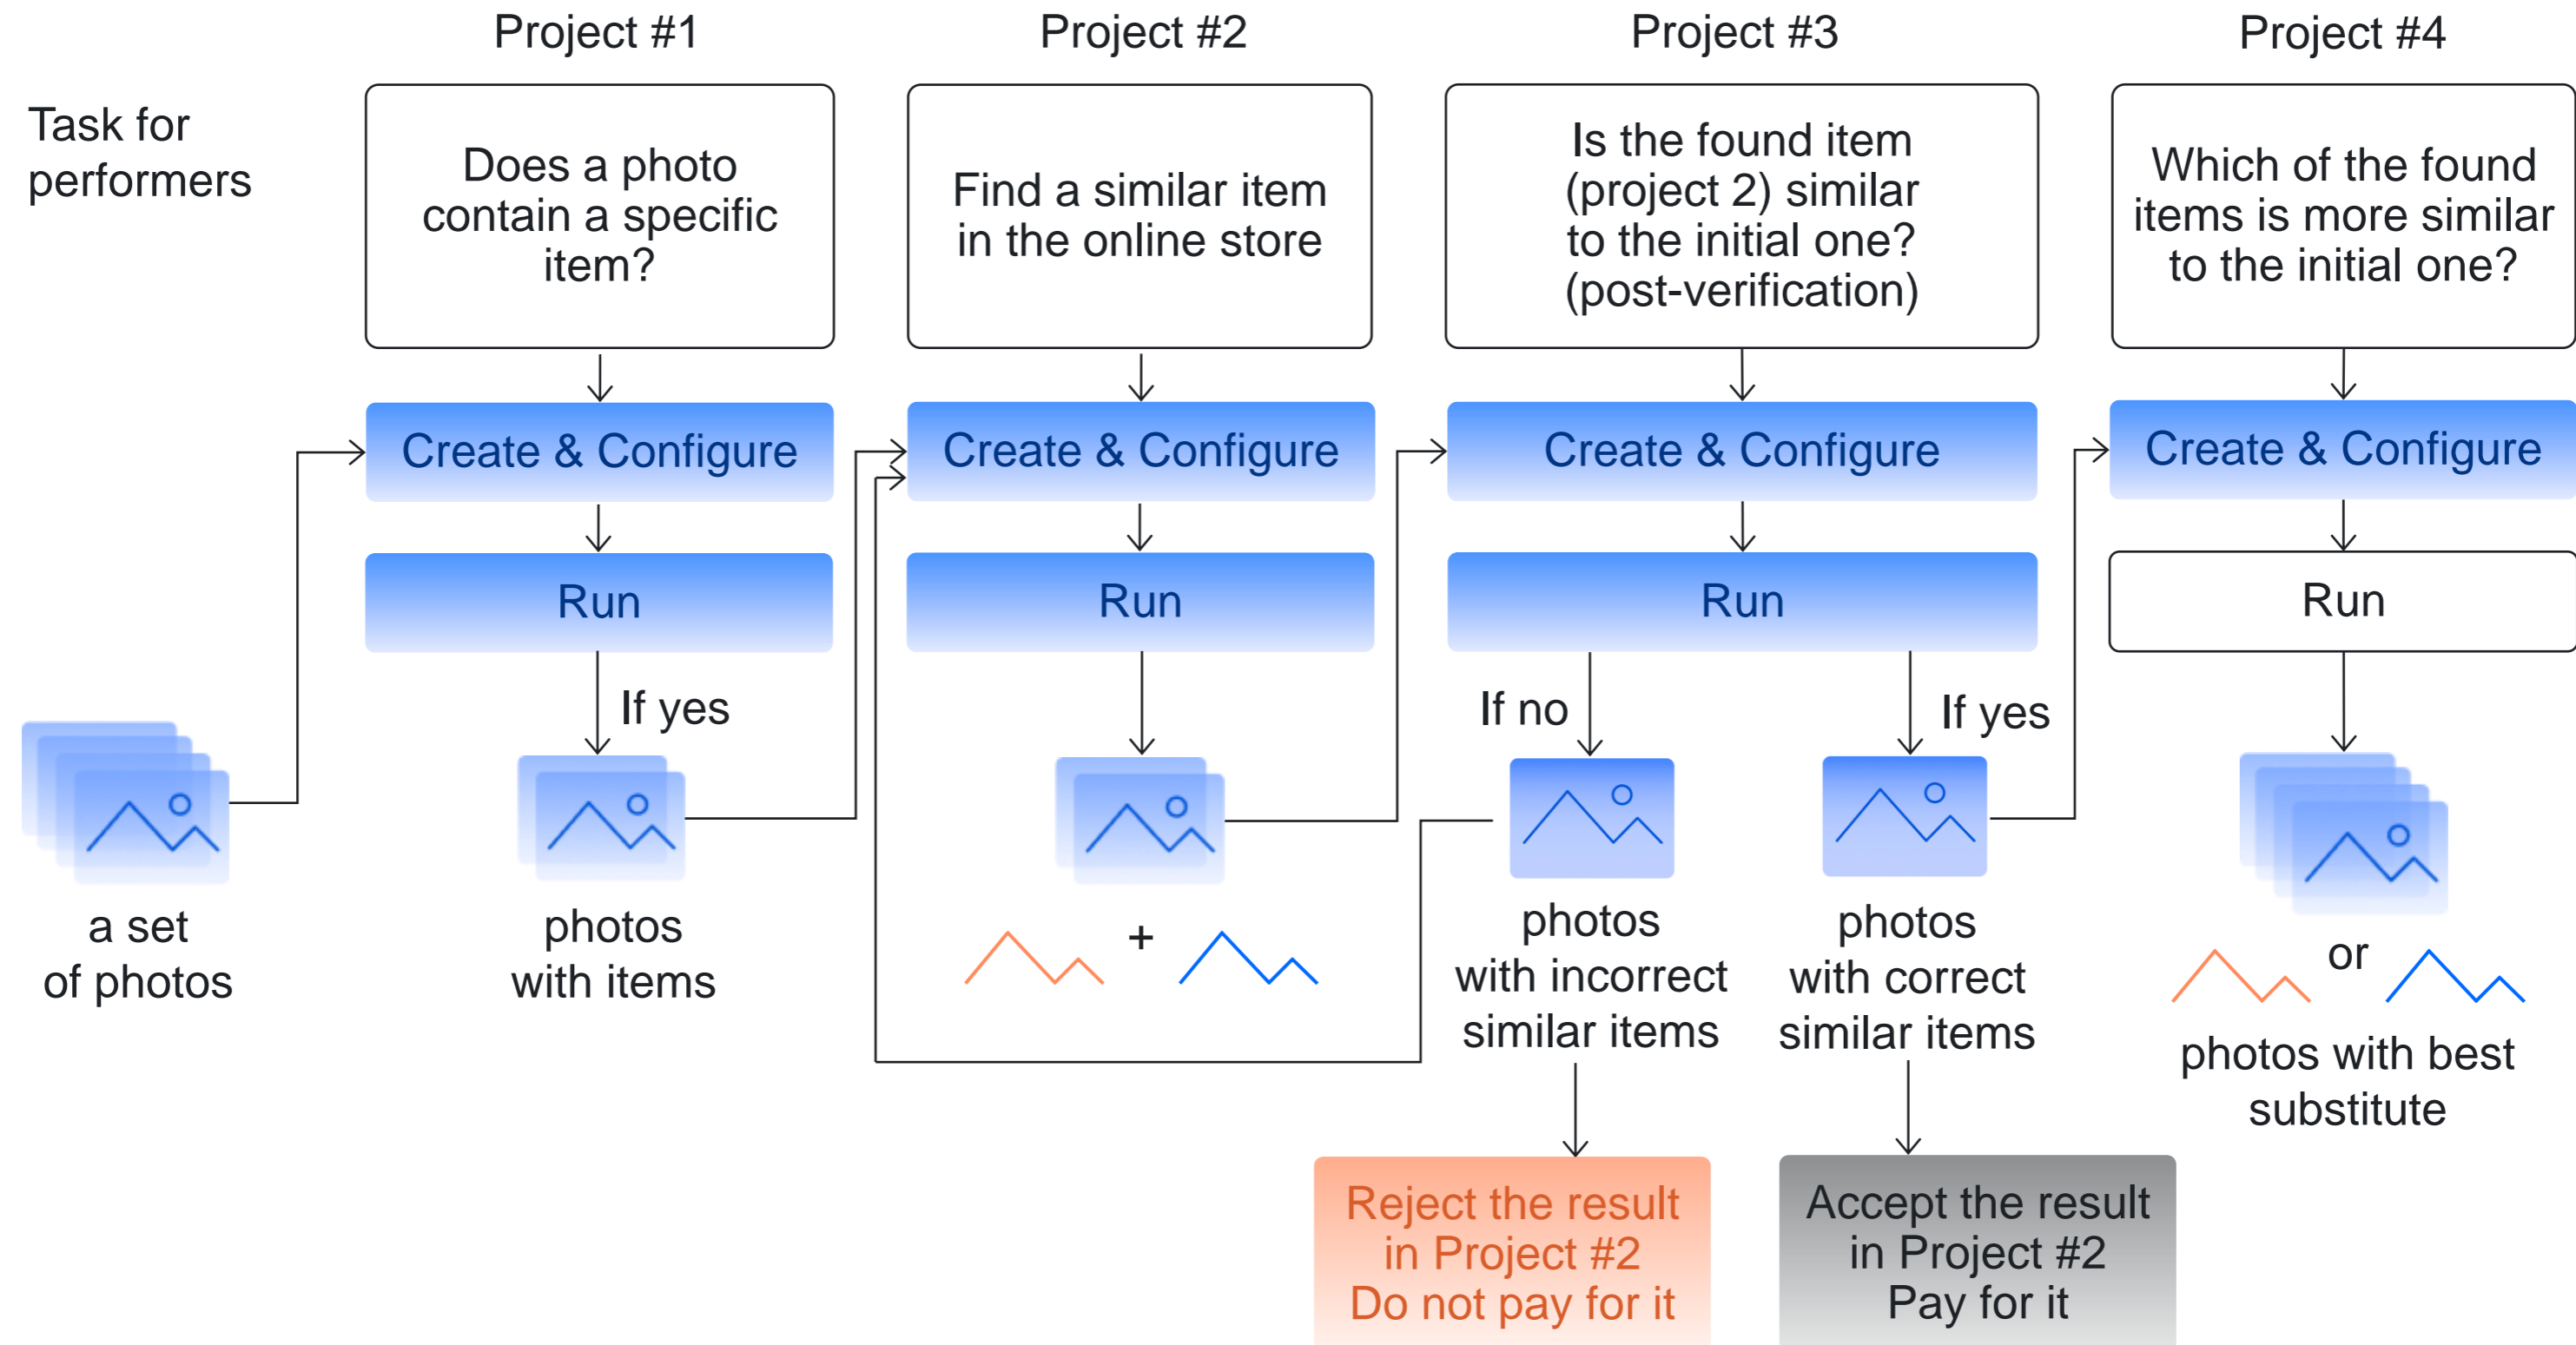 Project #1
Project #2
Project #3
Project #4
Task for
performers
Does a photo
contain a specific
item?
Find a similar item
in the online store
Is the found item
(project 2) similar
to the initial one?
(post-verification)
Which of the found
items is more similar
to the initial one?
Create & Configure
Create & Configure
Create & Configure
Create & Configure
Run
Run
Run
Run
If yes
If no
If yes
a set
of photos
photos
with items
+
photos
with incorrect
similar items
photos
with correct
similar items
or
photos with best
substitute
Reject the result
in Project #2
Do not pay for it
Accept the result
in Project #2
Pay for it